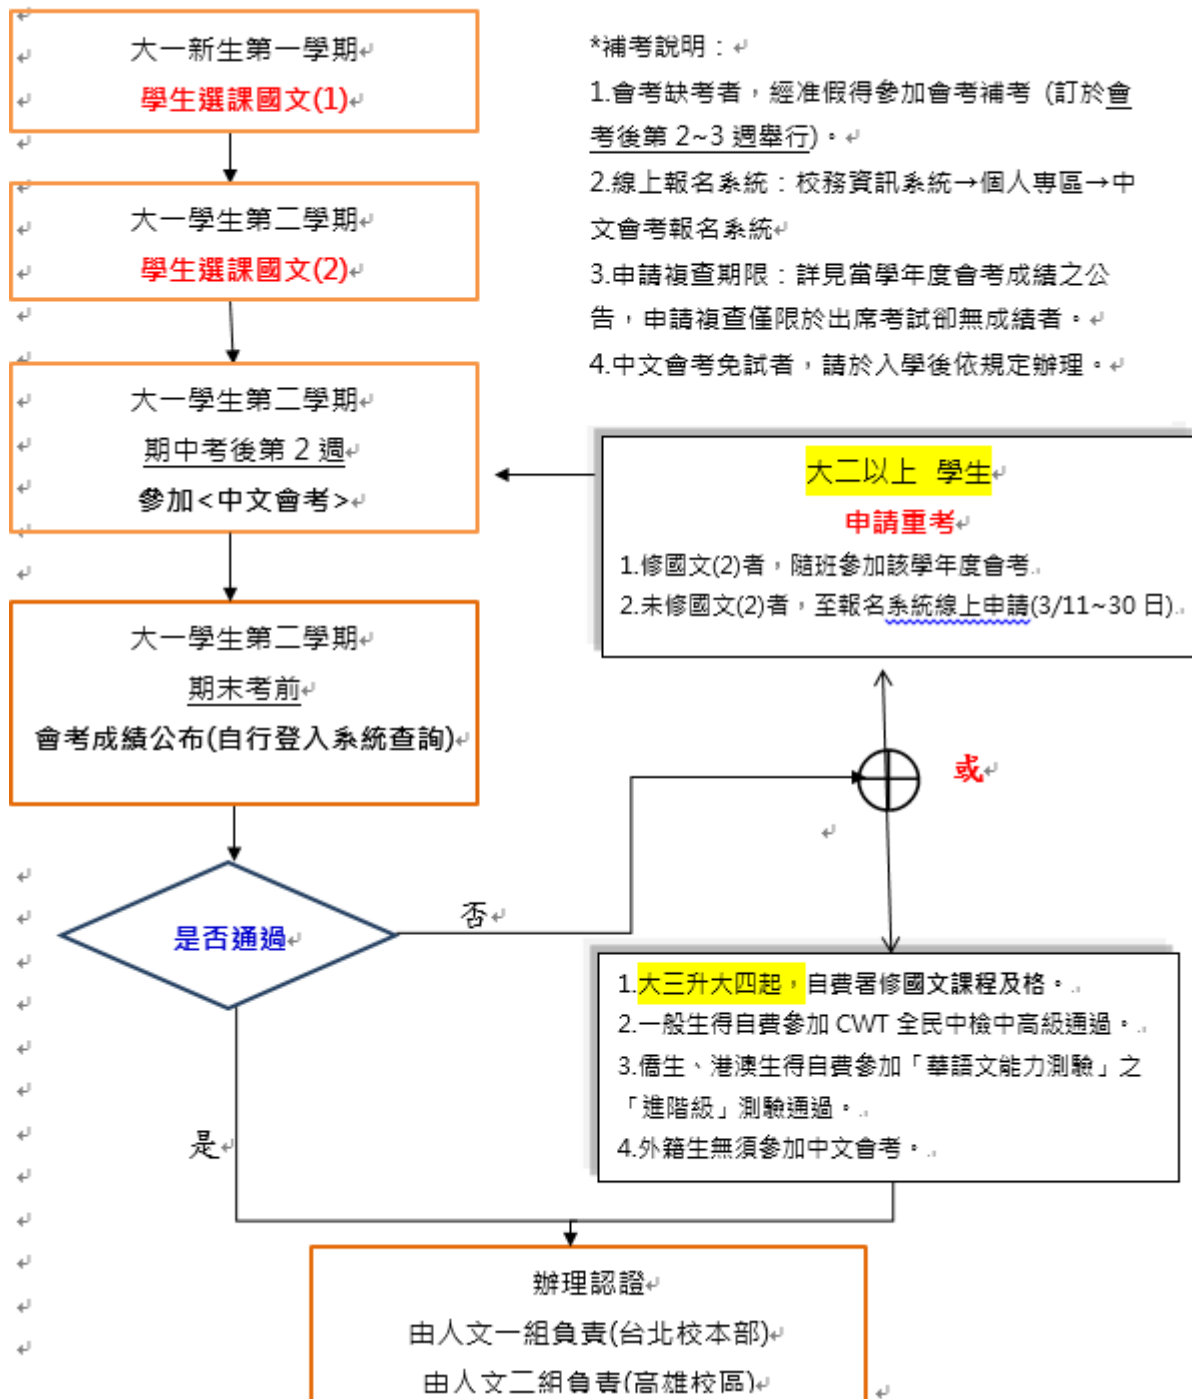 大一新生第一學期
學生選課國文(1)
大一學生第二學期
學生選課國文(2)
大一學生第二學期
期中考後第 2 週
參加<中文會考>
大一學生第二學期
期末考前
會考成績公布(自行登入系統查詢)
是否通過
否
是
*補考說明：
1.會考缺考者，經准假得參加會考補考 (訂於會
考後第 2~3 週舉行)。
2.線上報名系統：校務資訊系統→個人專區→中
文會考報名系統
3.申請複查期限：詳見當學年度會考成績之公
告，申請複查僅限於出席考試卻無成績者。
4.中文會考免試者，請於入學後依規定辦理。
大二以上 學生
申請重考
1.修國文(2)者，隨班參加該學年度會考.
2.未修國文(2)者，至報名系統線上申請(3/11~30 日).
或
1.大三升大四起，自費暑修國文課程及格。
2.一般生得自費參加 CWT 全民中檢中高級通過。
3.僑生、港澳生得自費參加「華語文能力測驗」之
「進階級」測驗通過。
4.外籍生無須參加中文會考。
辦理認證
由人文一組負責(台北校本部)
由人文二組負責(高雄校區)